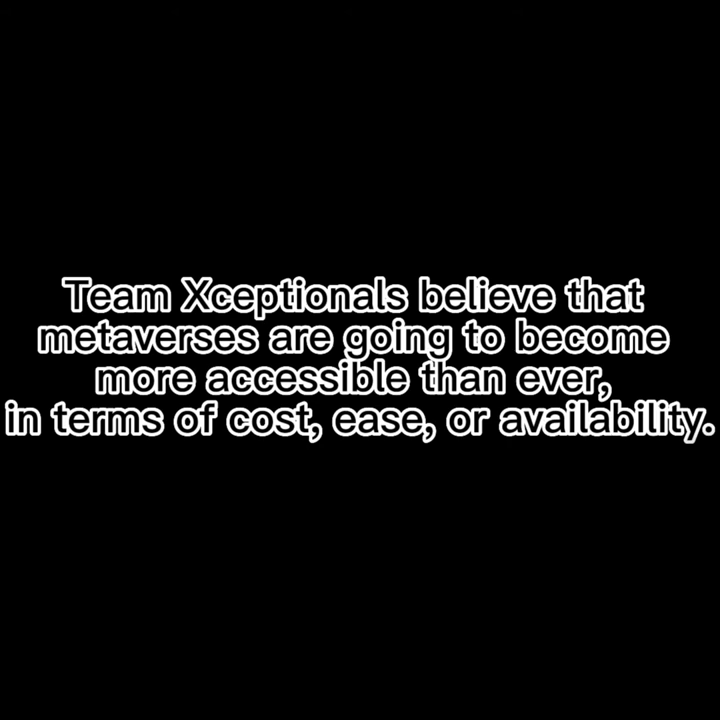 Team Xceptionals believe that
metaverses are going to become
more accessible than ever,
in terms of cost, ease, or availability.